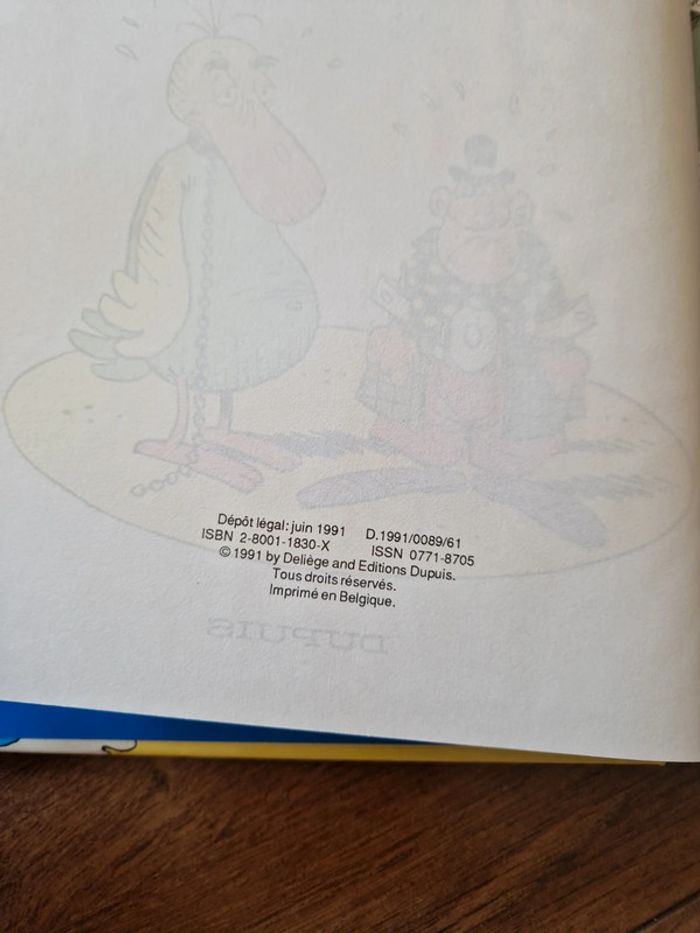 Dépôt légal: juin 1991 D.1991/0089/61
ISBN 2-8001-1830-X ISSN 0771-8705
© 1991 by Deliège and Editions Dupuis.
Tous droits réservés.
Imprimé en Belgique.
DUPUIS